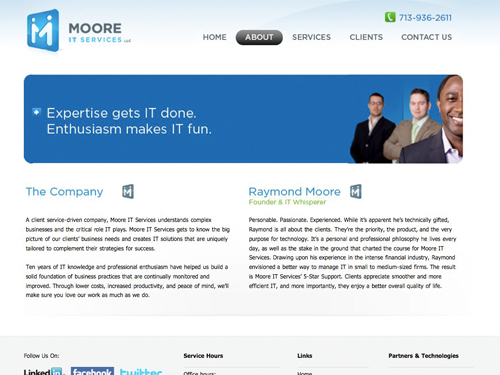 MOORE
IT SERVICES LLC
713-936-2611
HOME
ABOUT
SERVICES
CLIENTS
CONTACT US
Expertise gets IT done.
Enthusiasm makes IT fun.
The Company
A client service-driven company, Moore IT Services understands complex
businesses and the critical role IT plays. Moore IT Services gets to know the big
picture of our clients' business needs and creates IT solutions that are uniquely
tailored to complement their strategies for success.
Ten years of IT knowledge and professional enthusiasm have helped us build a
solid foundation of business practices that are continually monitored and
improved. Through lower costs, increased productivity, and peace of mind, we'll
make sure you love our work as much as we do.
Raymond Moore
Founder & IT Whisperer
Personable. Passionate. Experienced. While it's apparent he's technically gifted,
Raymond is all about the clients. They're the priority, the product, and the very
purpose for technology. It's a personal and professional philosophy he lives every
day, as well as the stake in the ground that charted the course for Moore IT
Services. Drawing upon his experience in the intense financial industry, Raymond
envisioned a better way to manage IT in small to medium-sized firms. The result
is Moore IT Services' 5-Star Support. Clients appreciate smoother and more
efficient IT, and more importantly, they enjoy a better overall quality of life.
Follow Us On:
LinkedIn
facebook
twitter
Service Hours
Office hours:
Links
Home
Partners & Technologies